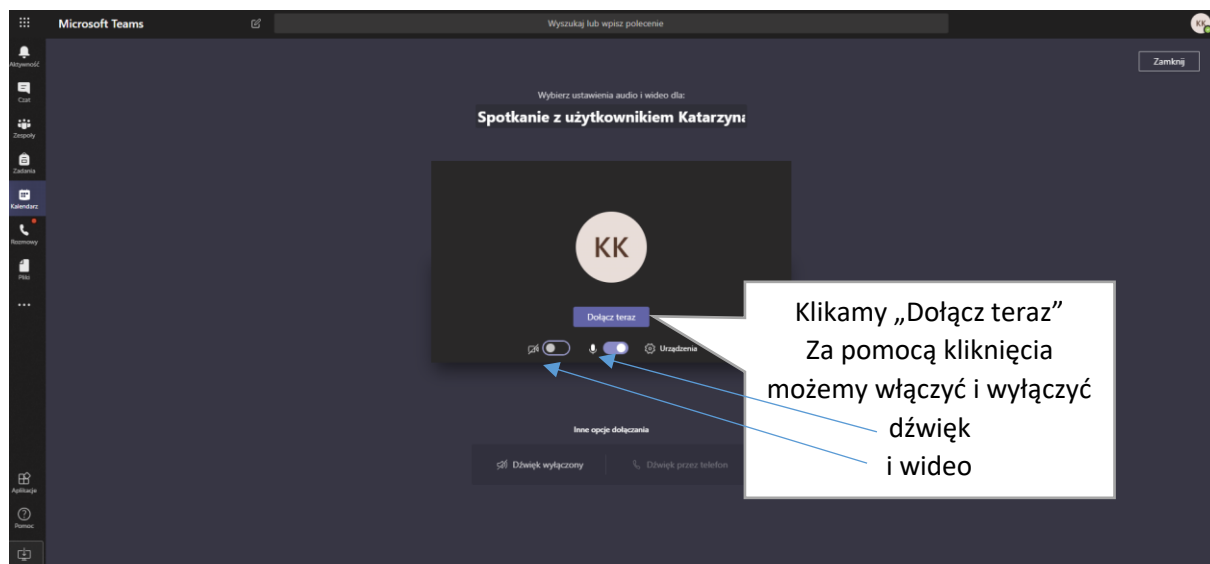 Microsoft Teams
Wyszukaj lub wpisz polecenie
KK
Aktywność
Czat
Zespoły
Zadania
Kalendarz
Rozmowy
Pliki
Zamknij
Wybierz ustawienia audio i wideo dla:
Spotkanie z użytkownikiem Katarzyna
KK
Dołącz teraz
Urządzenia
Klikamy „Dołącz teraz”
Za pomocą kliknięcia
możemy włączyć i wyłączyć
dźwięk
i wideo
Inne opcje dołączania
Dźwięk wyłączony
Dźwięk przez telefon
Aplikacje
Pomoc